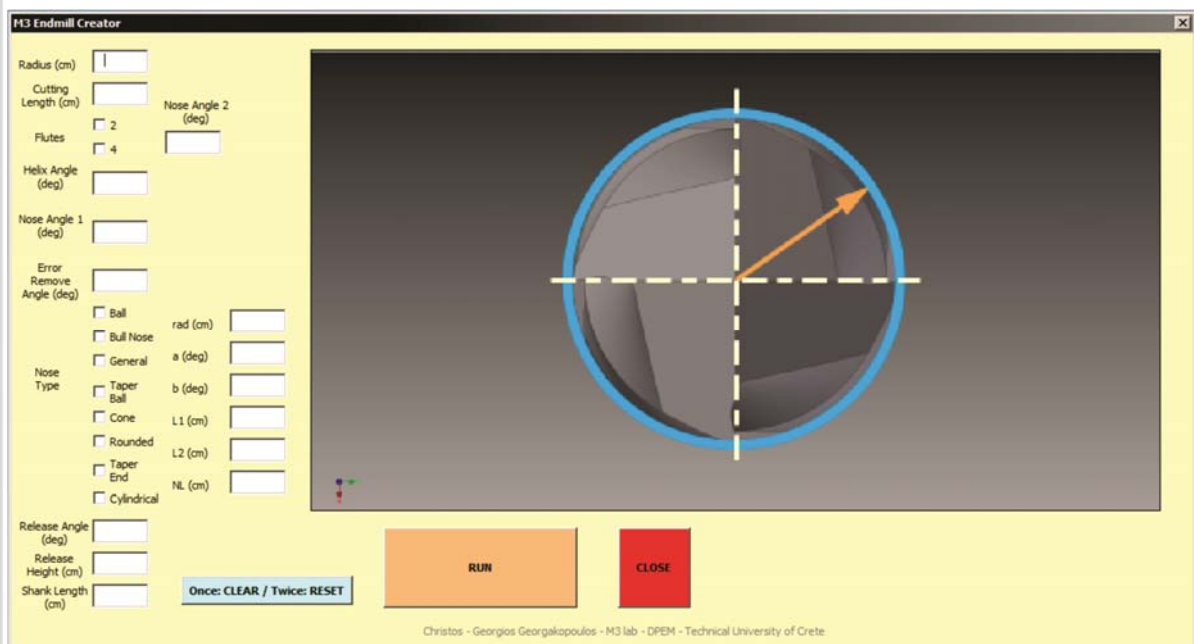 M3 Endmill Creator
Radius (cm)
Cutting
Length (cm)
Nose Angle 2
(deg)
Flutes
2
4
Helix Angle
(deg)
Nose Angle 1
(deg)
Error
Remove
Angle (deg)
Nose
Type
Ball
Bull Nose
General
Taper
Ball
Cone
Rounded
Taper
End
Cylindrical
rad (cm)
a (deg)
b (deg)
L1 (cm)
L2 (cm)
NL (cm)
Release Angle
(deg)
Release
Height (cm)
Shank Length
(cm)
Once: CLEAR / Twice: RESET
RUN
CLOSE
Christos - Georgios Georgakopoulos - M3 lab - DPEM - Technical University of Crete